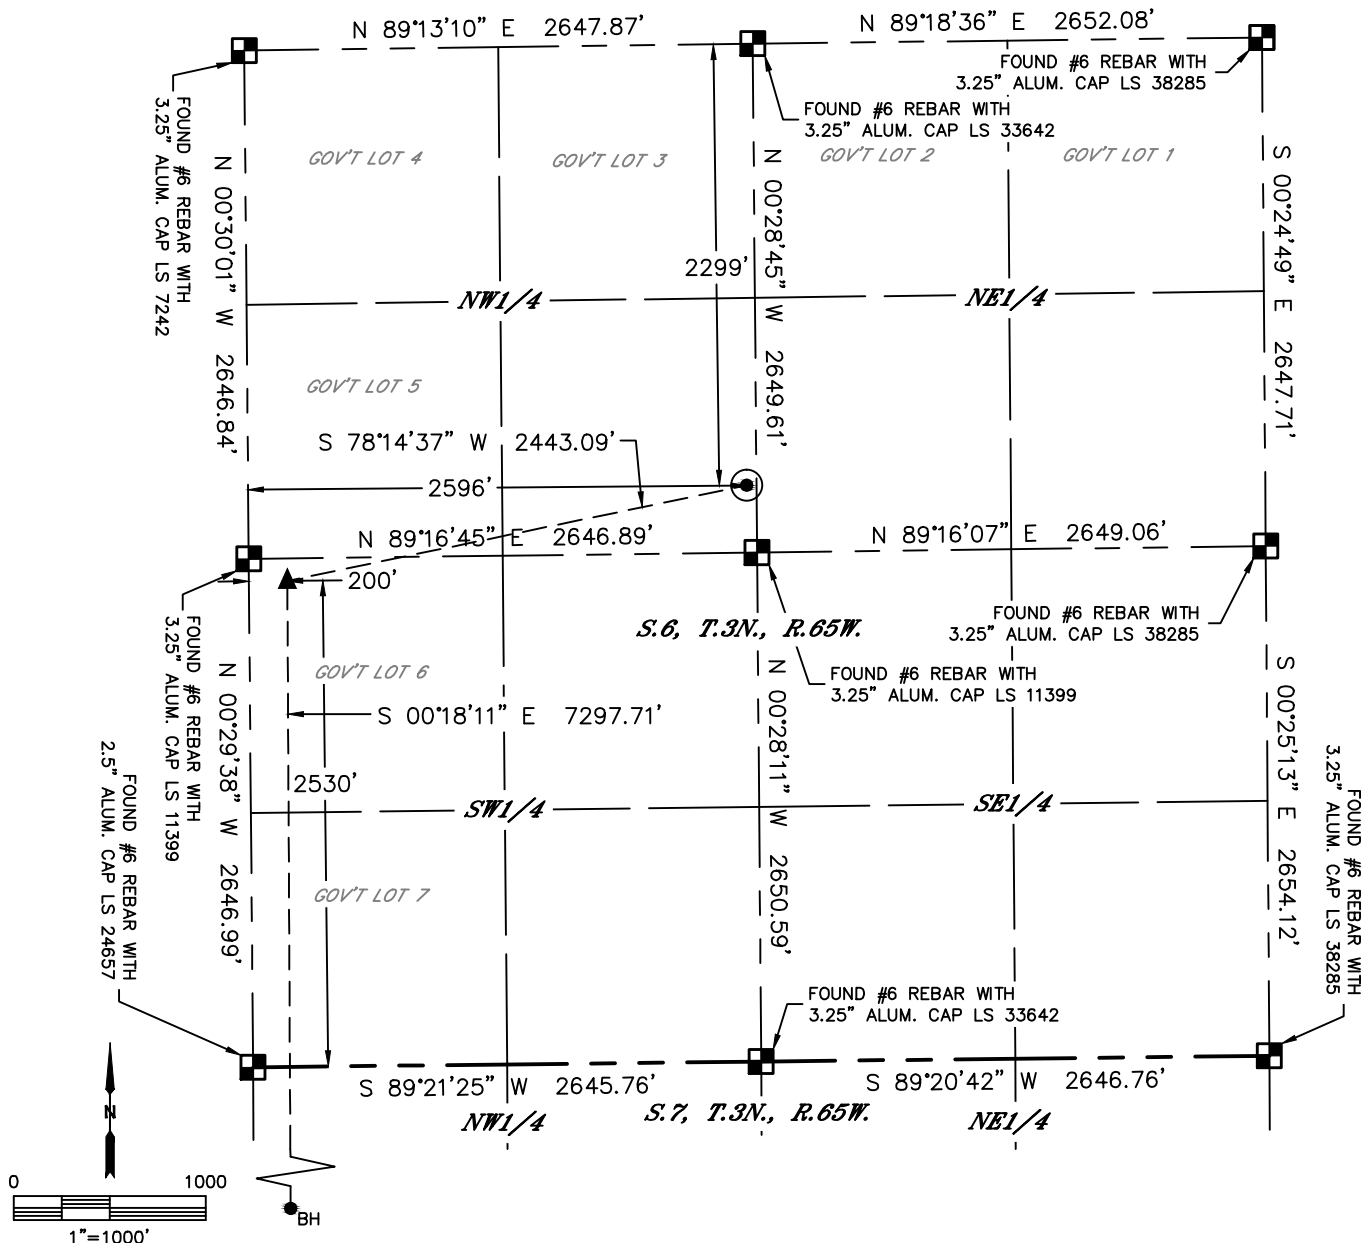 N 89°13'10" E 2647.87'
N 89°18'36" E 2652.08'
FOUND #6 REBAR WITH
3.25" ALUM. CAP LS 38285
FOUND #6 REBAR WITH
3.25" ALUM. CAP LS 33642
FOUND #6 REBAR WITH
3.25" ALUM. CAP LS 7242
GOV'T LOT 4
GOV'T LOT 3
GOV'T LOT 2
GOV'T LOT 1
N 00°30'01" W 2646.84'
N 00°28'45" W 2649.61'
S 00°24'49" E 2647.71'
2299'
NW1/4
NE1/4
GOV'T LOT 5
S 78°14'37" W 2443.09'
2596'
N 89°16'45" E 2646.89'
N 89°16'07" E 2649.06'
200'
FOUND #6 REBAR WITH
3.25" ALUM. CAP LS 38285
S.6, T.3N., R.65W.
FOUND #6 REBAR WITH
3.25" ALUM. CAP LS 11399
FOUND #6 REBAR WITH
3.25" ALUM. CAP LS 11399
GOV'T LOT 6
N 00°29'38" W 2646.99'
N 00°28'11" W 2650.59'
S 00°25'13" E 2654.12'
S 00°18'11" E 7297.71'
2530'
FOUND #6 REBAR WITH
2.5" ALUM. CAP LS 24657
FOUND #6 REBAR WITH
3.25" ALUM. CAP LS 38285
SW1/4
SE1/4
GOV'T LOT 7
FOUND #6 REBAR WITH
3.25" ALUM. CAP LS 33642
S 89°21'25" W 2645.76'
S 89°20'42" W 2646.76'
S.7, T.3N., R.65W.
NW1/4
NE1/4
N
0 1000
1"=1000'
BH